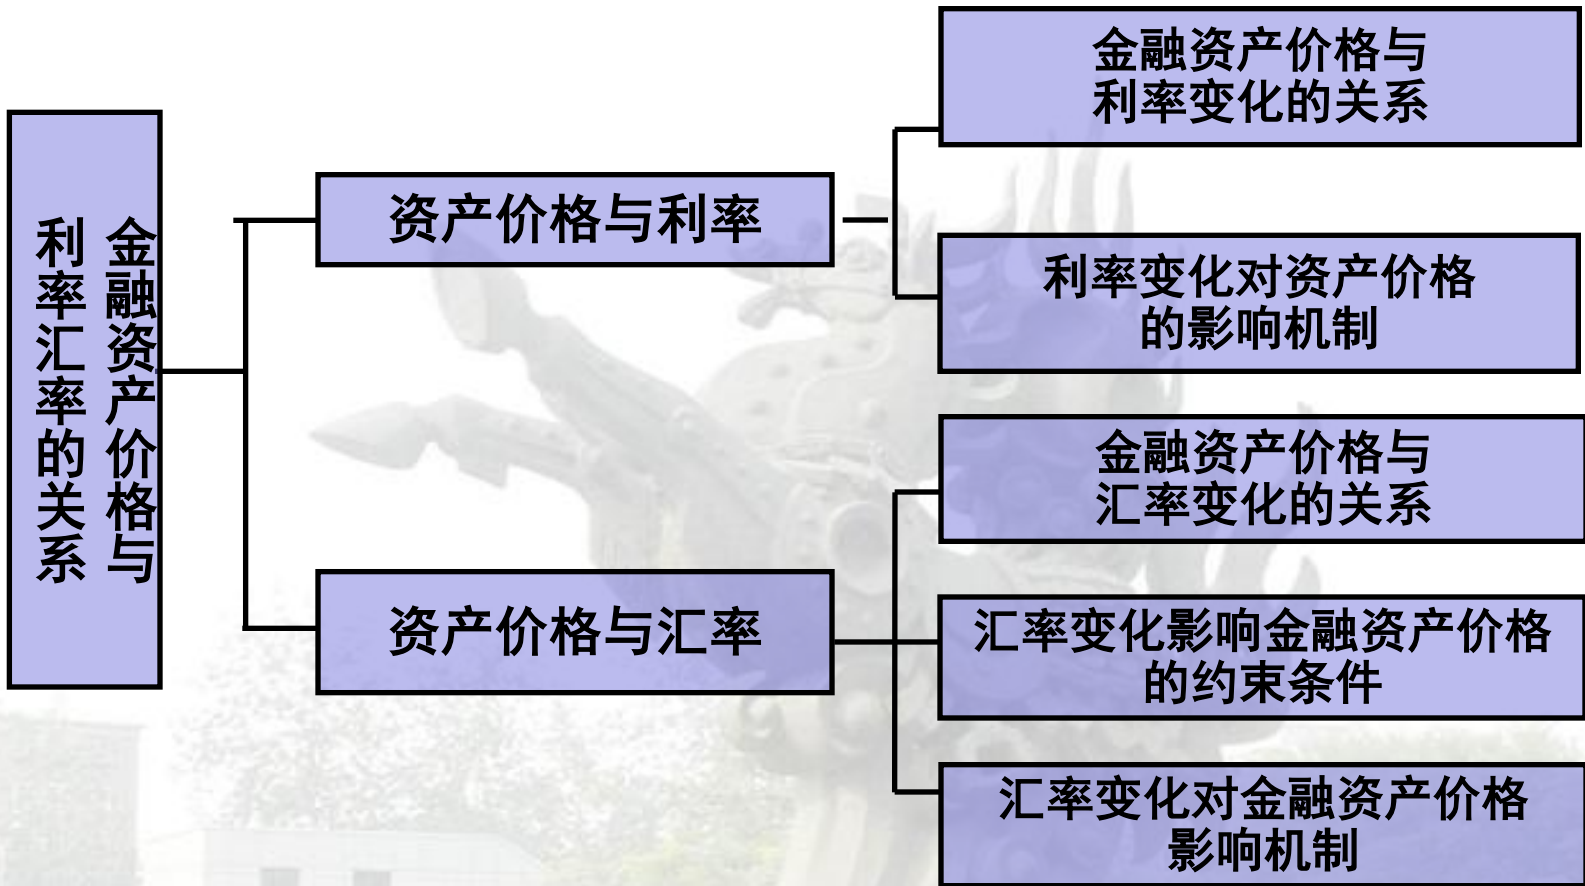 金融资产价格与
利率汇率的关系
资产价格与利率
金融资产价格与
利率变化的关系
利率变化对资产价格
的影响机制
资产价格与汇率
金融资产价格与
汇率变化的关系
汇率变化影响金融资产价格
的约束条件
汇率变化对金融资产价格
影响机制